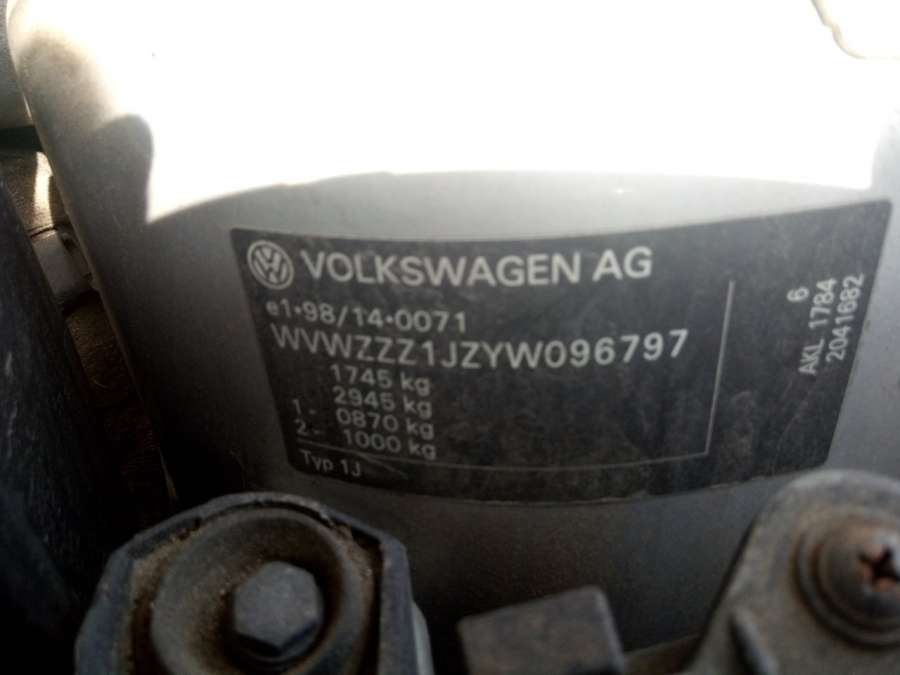 VOLKSWAGEN AG
e1*98/14*0071
WVWZZZ1JZYW096797
1745 kg
2945 kg
1 - 0870 kg
2 - 1000 kg
Typ 1J
6
AKL 1784
2041682